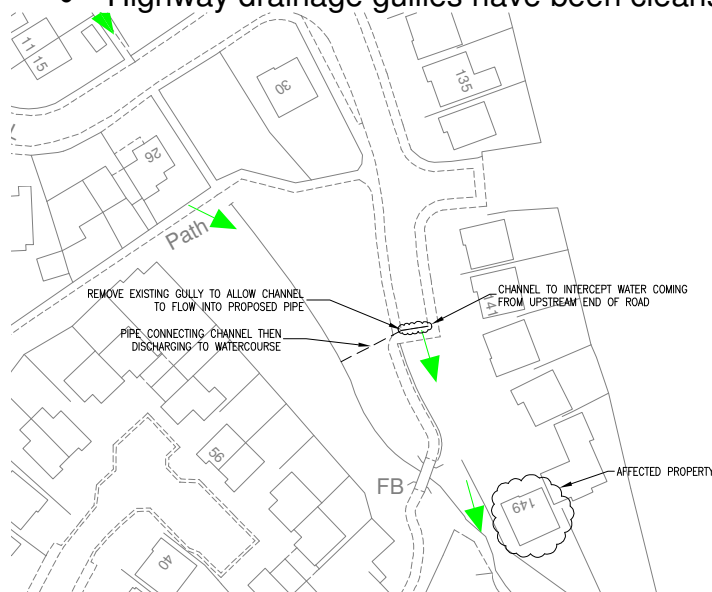 Highway drainage gullies have been cleans
11
15
30
135
26
Path
REMOVE EXISTING GULLY TO ALLOW CHANNEL
TO FLOW INTO PROPOSED PIPE
CHANNEL TO INTERCEPT WATER COMING
FROM UPSTREAM END OF ROAD
141
PIPE CONNECTING CHANNEL THEN
DISCHARGING TO WATERCOURSE
56
FB
AFFECTED PROPERTY
149
40